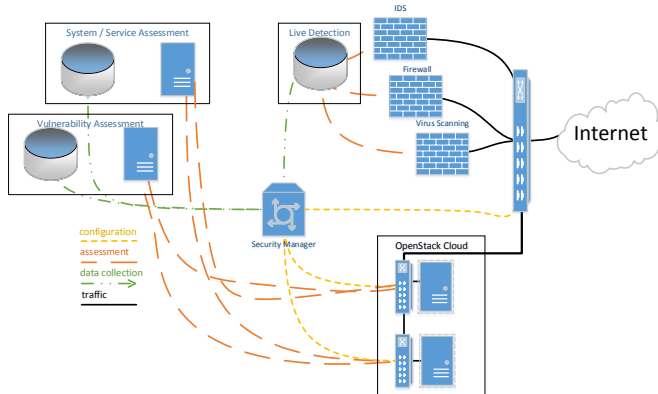 IDS
System / Service Assessment
Live Detection
Firewall
Vulnerability Assessment
Virus Scanning
Internet
configuration
assessment
data collection
traffic
Security Manager
OpenStack Cloud